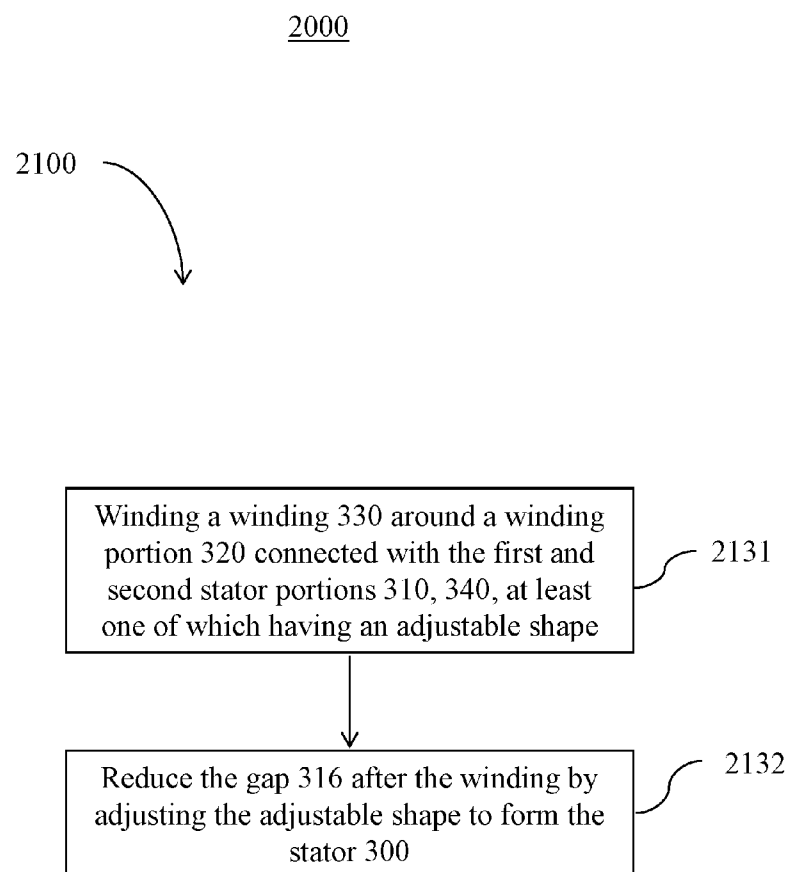 2000
2100
Winding a winding 330 around a winding
portion 320 connected with the first and
second stator portions 310, 340, at least
one of which having an adjustable shape
2131
Reduce the gap 316 after the winding by
adjusting the adjustable shape to form the
stator 300
2132